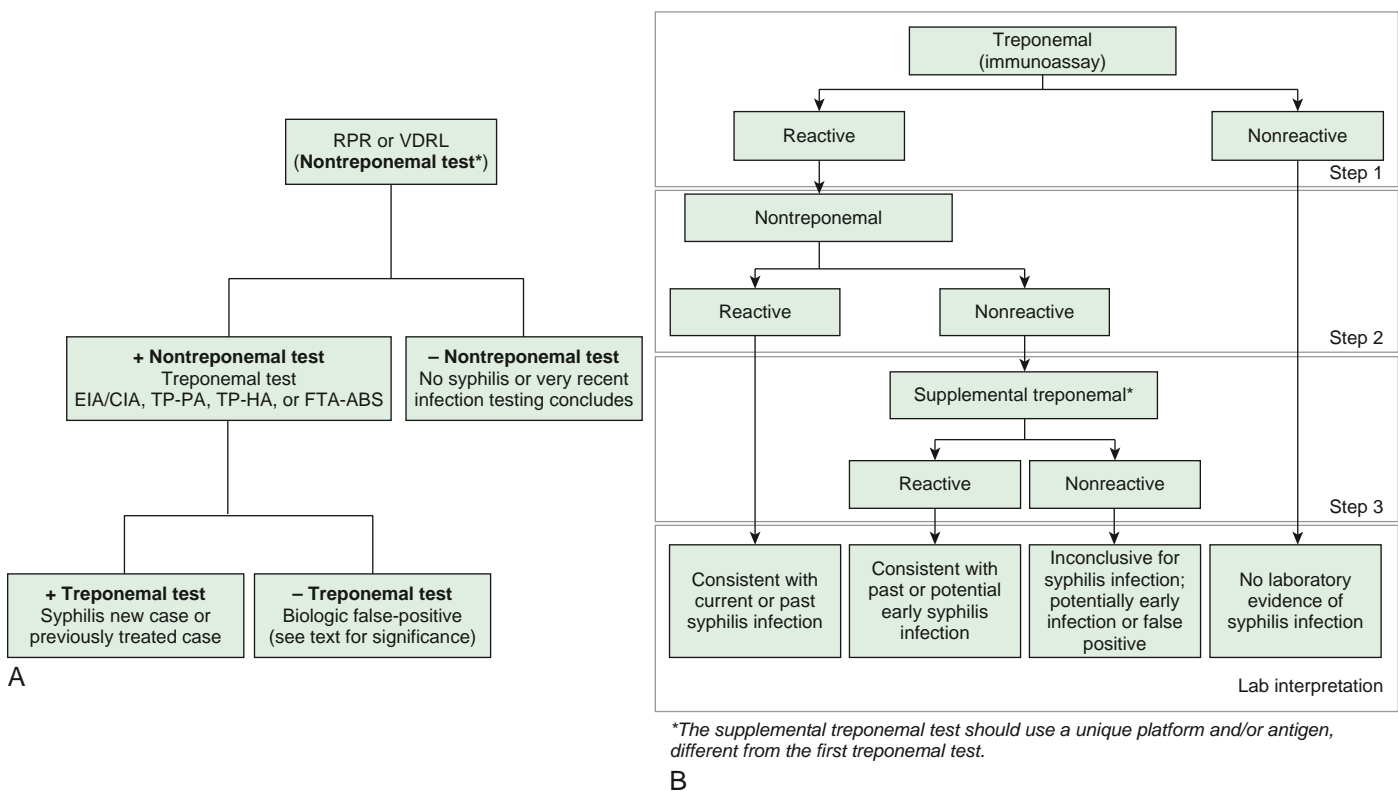 RPR or VDRL
(Nontreponemal test*)
+ Nontreponemal test
Treponemal test
EIA/CIA, TP-PA, TP-HA, or FTA-ABS
– Nontreponemal test
No syphilis or very recent
infection testing concludes
+ Treponemal test
Syphilis new case or
previously treated case
– Treponemal test
Biologic false-positive
(see text for significance)
A
Treponemal
(immunoassay)
Reactive
Nonreactive
Step 1
Nontreponemal
Reactive
Nonreactive
Step 2
Supplemental treponemal*
Reactive
Nonreactive
Step 3
Consistent with
current or past
syphilis infection
Consistent with
past or potential
early syphilis
infection
Inconclusive for
syphilis infection;
potentially early
infection or false
positive
No laboratory
evidence of
syphilis infection
Lab interpretation
*The supplemental treponemal test should use a unique platform and/or antigen,
different from the first treponemal test.
B